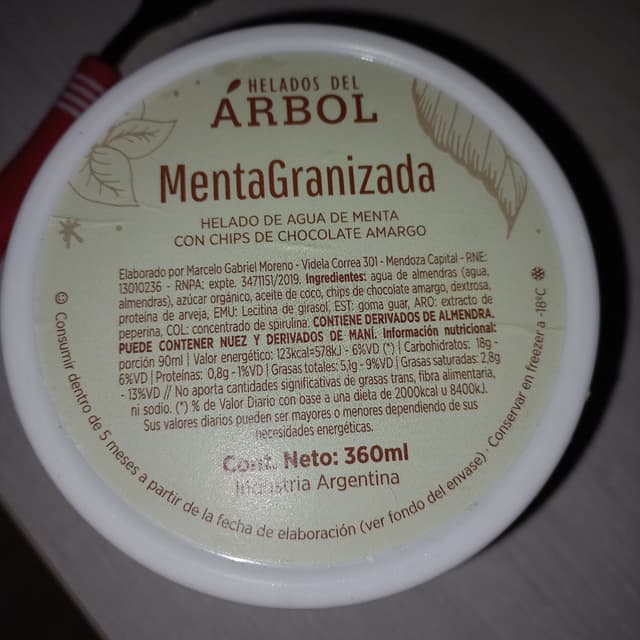 HELADOS DEL
ÁRBOL
MentaGranizada
HELADO DE AGUA DE MENTA
CON CHIPS DE CHOCOLATE AMARGO
Elaborado por Marcelo Gabriel Moreno - Videla Correa 301 - Mendoza Capital - RNE:
13010236 - RNPA: expte. 3471151/2019. Ingredientes: agua de almendras (agua,
almendras), azúcar orgánico, aceite de coco, chips de chocolate amargo, dextrosa,
proteína de arveja, EMU: Lecitina de girasol, EST: goma guar, ARO: extracto de
peperina, COL: concentrado de spirulina. CONTIENE DERIVADOS DE ALMENDRA.
PUEDE CONTENER NUEZ Y DERIVADOS DE MANÍ. Información nutricional:
porción 90ml | Valor energético: 123kcal=578kJ - 6%VD (*) | Carbohidratos: 18g -
6%VD | Proteínas: 0,8g - 1%VD | Grasas totales: 5,1g - 9%VD | Grasas saturadas: 2,8g
- 13%VD // No aporta cantidades significativas de grasas trans, fibra alimentaria,
ni sodio. (*) % de Valor Diario con base a una dieta de 2000kcal u 8400kJ.
Sus valores diarios pueden ser mayores o menores dependiendo de sus
necesidades energéticas.
Cont. Neto: 360ml
Industria Argentina
Consumir dentro de 5 meses a partir de la fecha de elaboración (ver fondo del envase) · Conservar en freezer a -18ºC